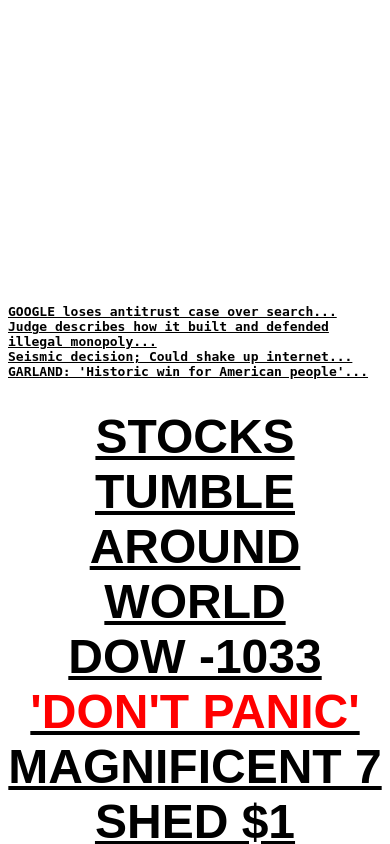 GOOGLE loses antitrust case over search...
Judge describes how it built and defended
illegal monopoly...
Seismic decision; Could shake up internet...
GARLAND: 'Historic win for American people'...
STOCKS
TUMBLE
AROUND
WORLD
DOW -1033
'DON'T PANIC'
MAGNIFICENT 7
SHED $1